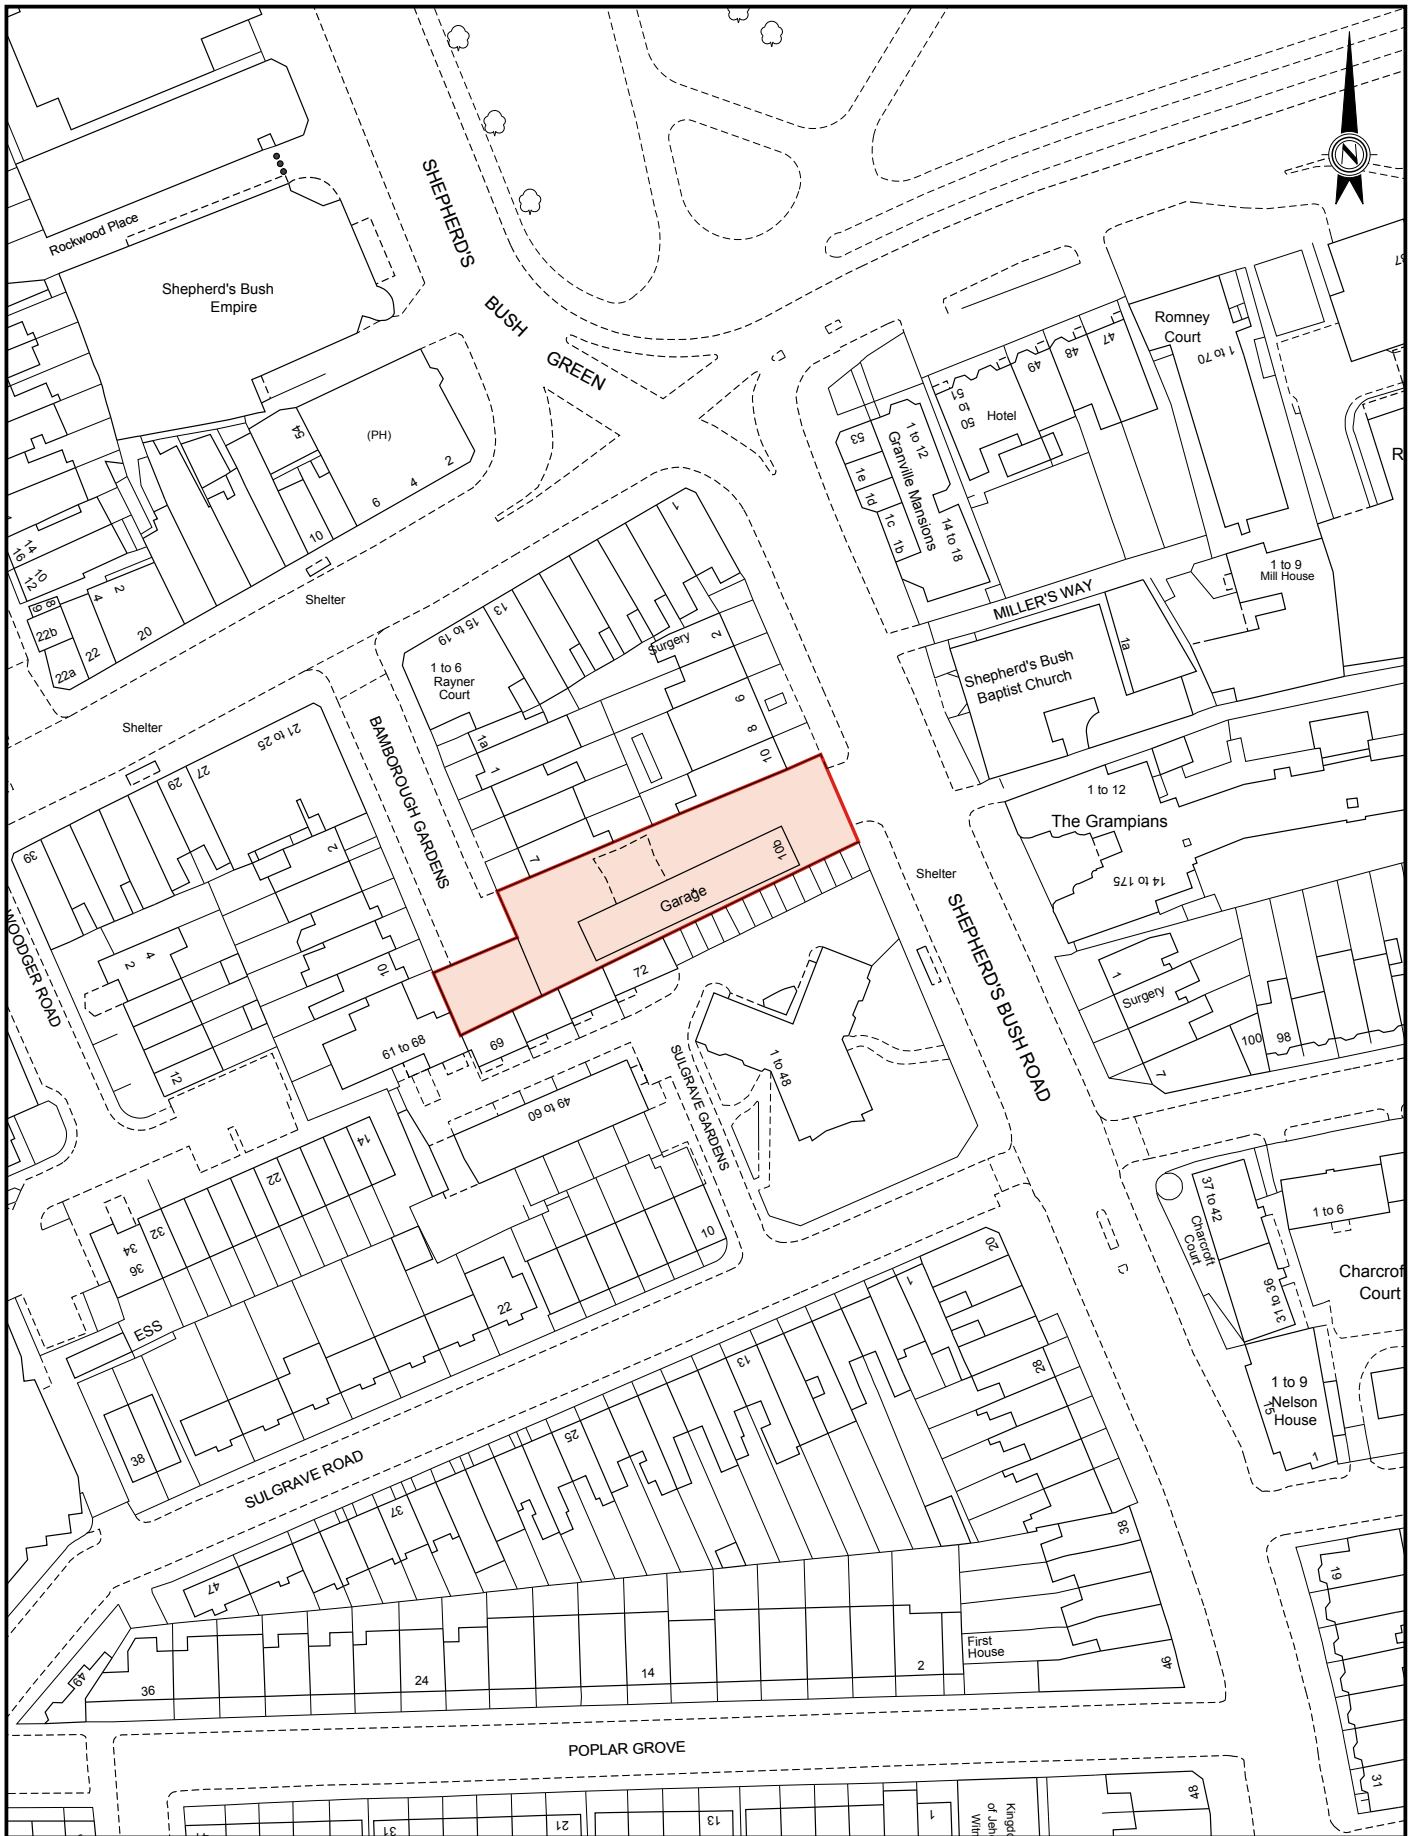 N
Rockwood Place
SHEPHERD'S
BUSH
GREEN
Shepherd's Bush
Empire
Romney
Court
1 to 70
47
48
49
50
to
51
Hotel
53
1e
1d
1c
1b
1 to 12
Granville Mansions
14 to 18
54
(PH)
2
4
6
10
14
16
10
12
8
9
22b
22a
22
4
2
20
Shelter
1
13
15 to 19
1 to 6
Rayner
Court
Surgery
2
6
8
10
MILLER'S WAY
1 to 9
Mill House
1a
Shepherd's Bush
Baptist Church
Shelter
21 to 25
27
29
39
BAMBOROUGH GARDENS
1a
1
7
10b
Garage
2
1 to 12
The Grampians
14 to 175
Shelter
WOODGER ROAD
2
4
10
12
61 to 68
69
72
SHEPHERD'S BUSH ROAD
1
Surgery
7
100
98
49 to 60
SULGRAVE GARDENS
1 to 48
14
22
32
34
36
10
37 to 42
Charcroft
Court
31 to 36
1 to 6
Court
ESS
22
38
20
1
13
28
25
37
47
SULGRAVE ROAD
1 to 9
Nelson
House
15
1
38
19
49
36
24
14
2
First
House
46
31
POPLAR GROVE
31
21
13
1
48